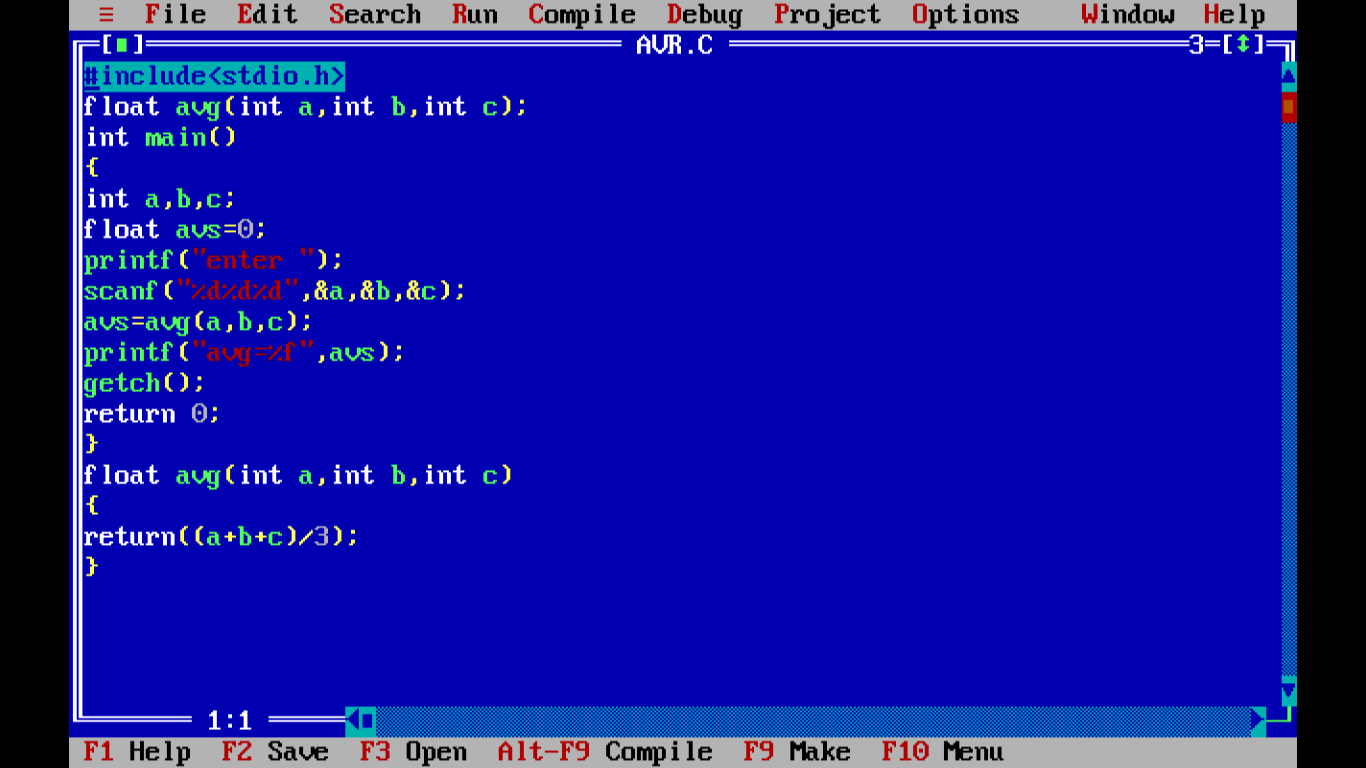 ≡ File Edit Search Run Compile Debug Project Options Window Help
[■] AVR.C 3=[↕]
#include<stdio.h>
float avg(int a,int b,int c);
int main()
{
int a,b,c;
float avs=0;
printf("enter ");
scanf("%d%d%d",&a,&b,&c);
avs=avg(a,b,c);
printf("avg=%f",avs);
getch();
return 0;
}
float avg(int a,int b,int c)
{
return((a+b+c)/3);
}
1:1
F1 Help F2 Save F3 Open Alt-F9 Compile F9 Make F10 Menu